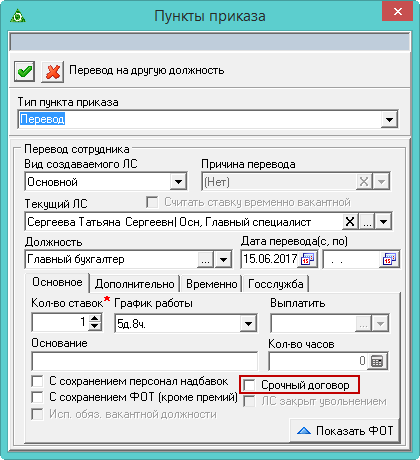 Пункты приказа
Перевод на другую должность
Тип пункта приказа
Перевод
Перевод сотрудника
Вид создаваемого ЛС Причина перевода
Основной (Нет)
Текущий ЛС Считать ставку временно вакантной
Сергеева Татьяна Сергеевн| Осн, Главный специалист
Должность Дата перевода(с, по)
Главный бухгалтер ... 15.06.2017 15 . . 15
Основное Дополнительно Временно Госслужба
Кол-во ставок* График работы Выплатить
1 5д.8ч. ...
Основание Кол-во часов
0
С сохранением персонал надбавок Срочный договор
С сохранением ФОТ (кроме премий) ЛС закрыт увольнением
Исп. обяз. вакантной должности
Показать ФОТ